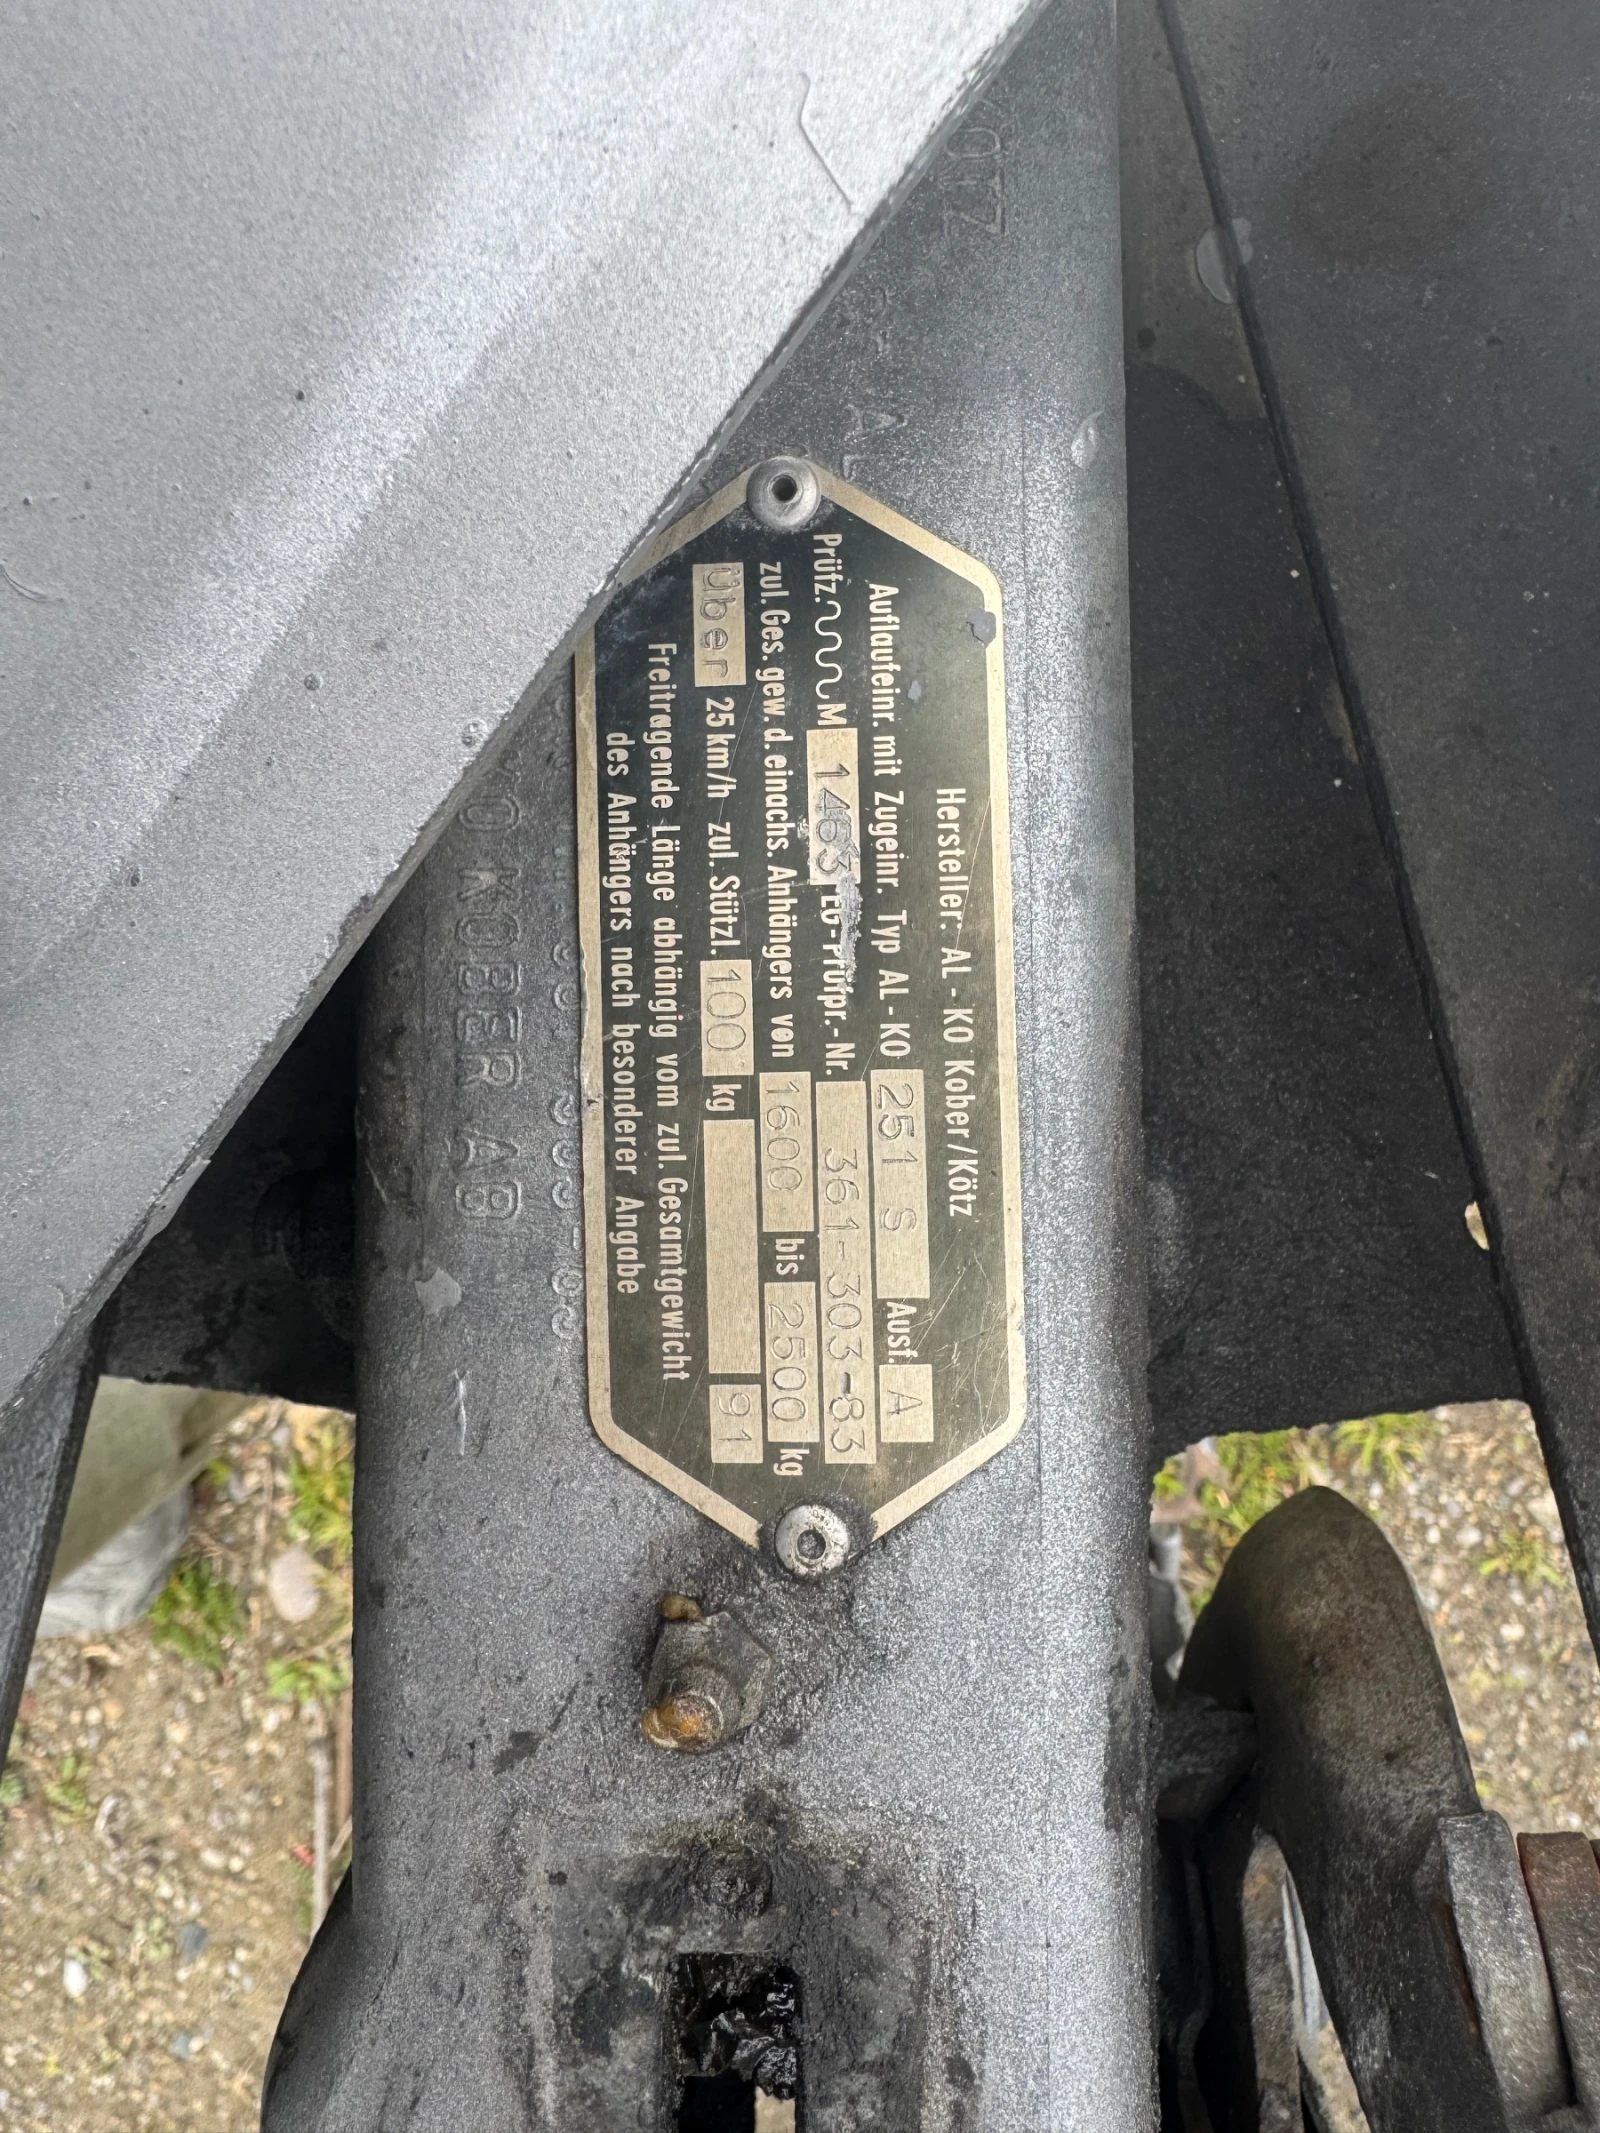 Hersteller: AL-KO Kober/Kötz
Auflaufeinr. mit Zugeinr. Typ AL-KO 251 S Ausf. A
Prüfz. M 1463 EG-Prüfpr.-Nr. 361-303-83
zul. Ges. gew. d. einachs. Anhängers von 1600 bis 2500 kg
über 25 km/h zul. Stützl. 100 kg 91
Freitragende Länge abhängig vom zul. Gesamtgewicht
des Anhängers nach besonderer Angabe
KO KOBER AG